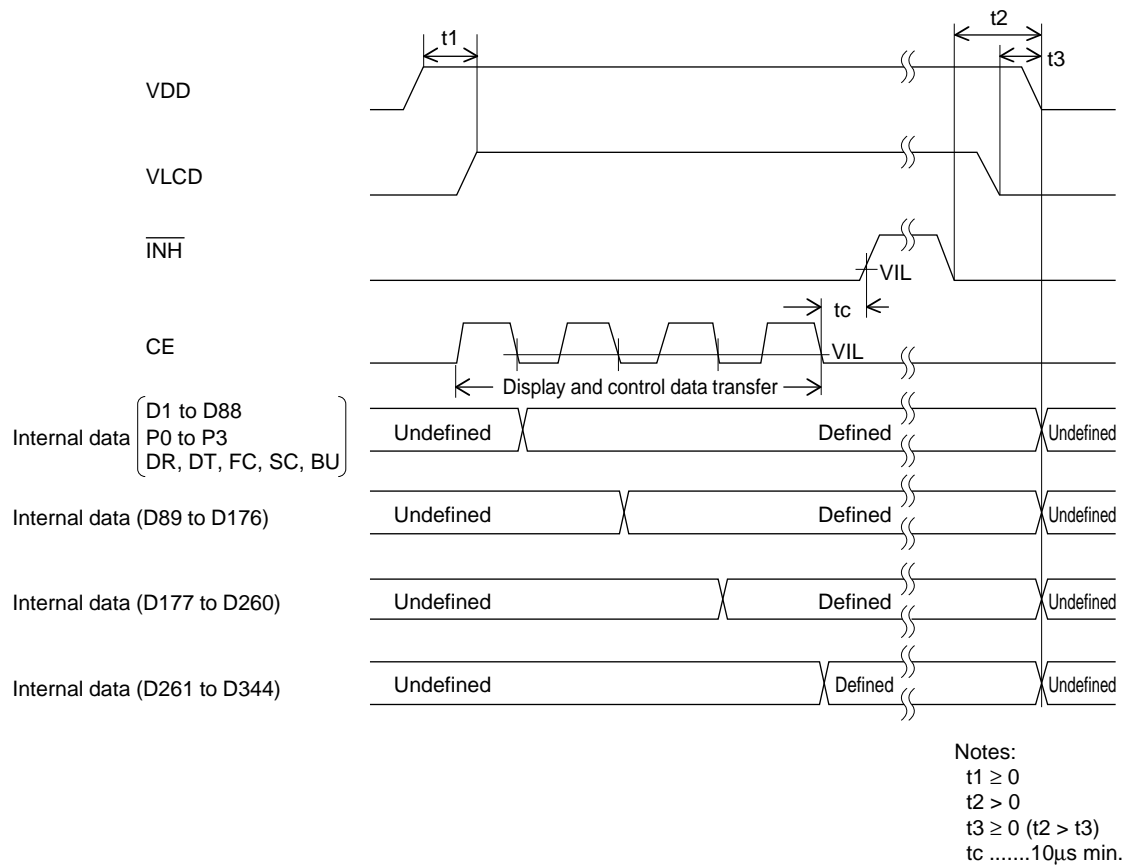 t2
t1
t3
VDD
VLCD
INH
VIL
tc
CE
VIL
Display and control data transfer
D1 to D88
Internal data P0 to P3 Undefined Defined Undefined
DR, DT, FC, SC, BU
Internal data (D89 to D176) Undefined Defined Undefined
Internal data (D177 to D260) Undefined Defined Undefined
Internal data (D261 to D344) Undefined Defined Undefined
Notes:
t1 ≥ 0
t2 > 0
t3 ≥ 0 (t2 > t3)
tc .......10μs min.